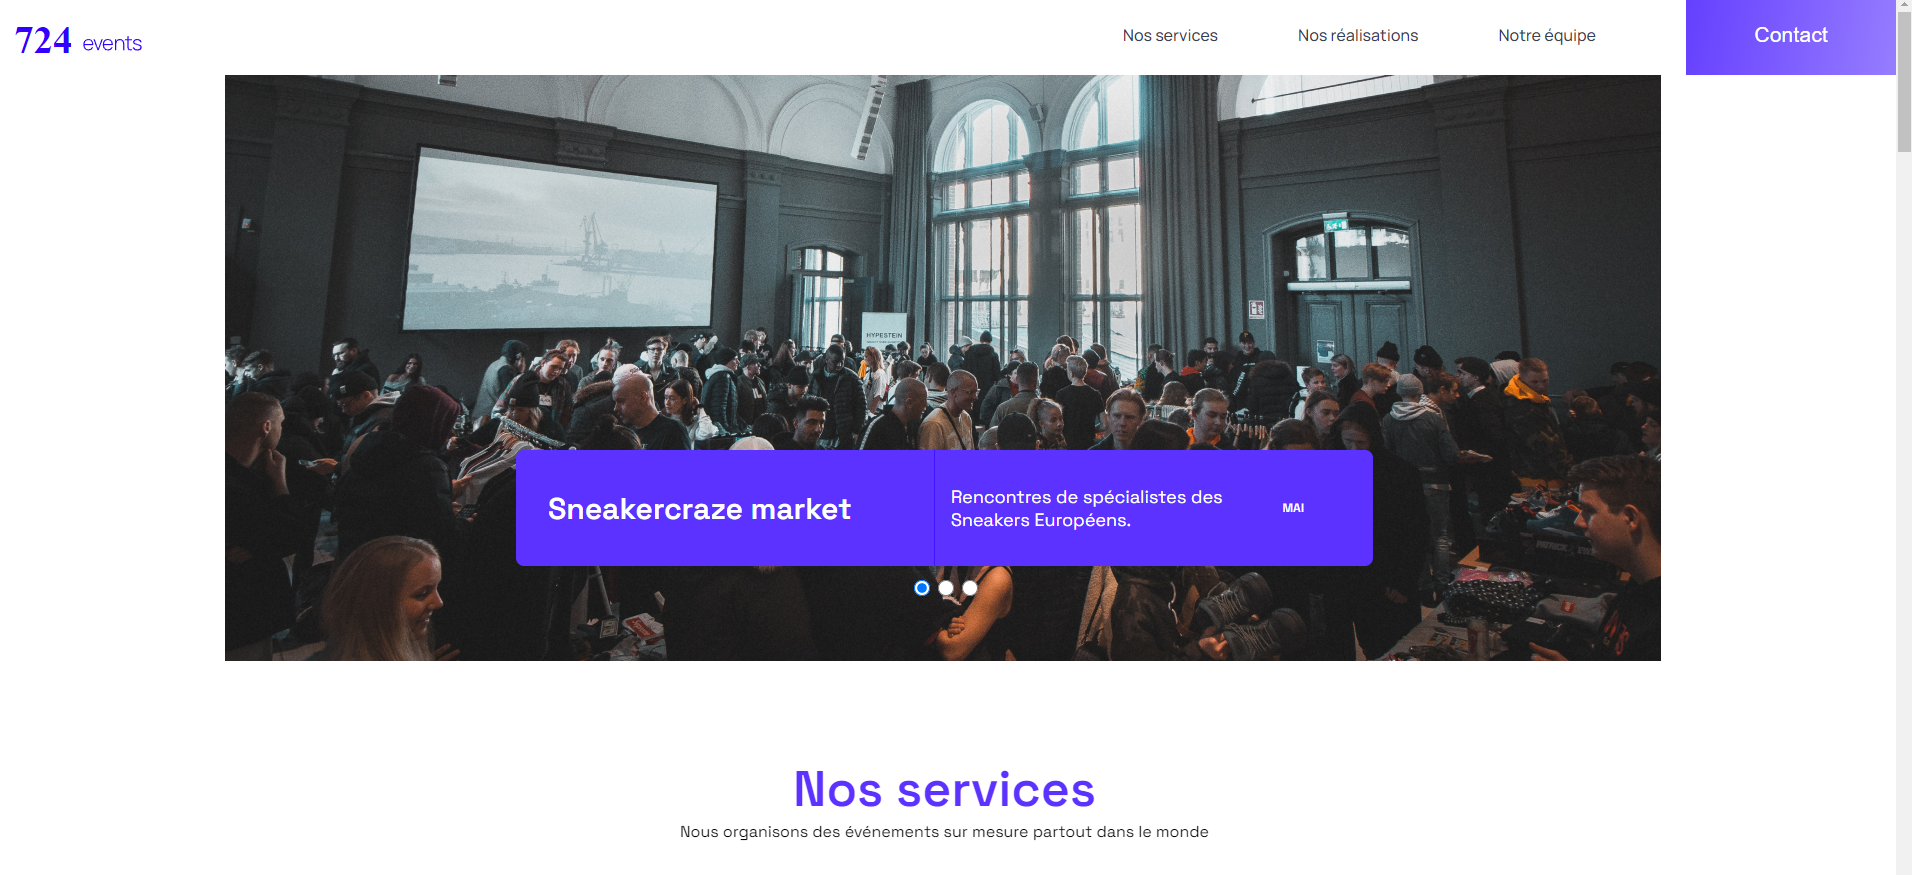 724 events
Nos services
Nos réalisations
Notre équipe
Contact
HYPESTEIN
Sneakercraze market
Rencontres de spécialistes des
Sneakers Européens.
MAI
Nos services
Nous organisons des événements sur mesure partout dans le monde